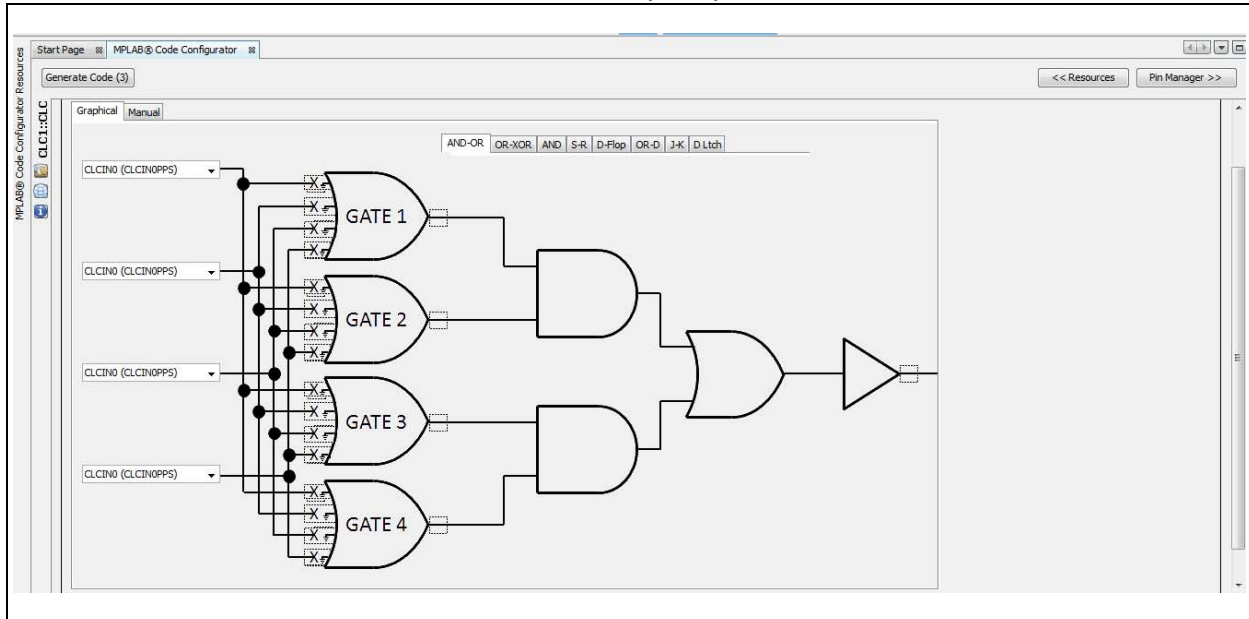 Start Page
MPLAB® Code Configurator
Generate Code (3)
<< Resources
Pin Manager >>
MPLAB® Code Configurator Resources
CLC1::CLC
Graphical
Manual
AND-OR OR-XOR AND S-R D-Flop OR-D J-K D Ltch
CLCIN0 (CLCIN0PPS)
GATE 1
CLCIN0 (CLCIN0PPS)
GATE 2
CLCIN0 (CLCIN0PPS)
GATE 3
CLCIN0 (CLCIN0PPS)
GATE 4